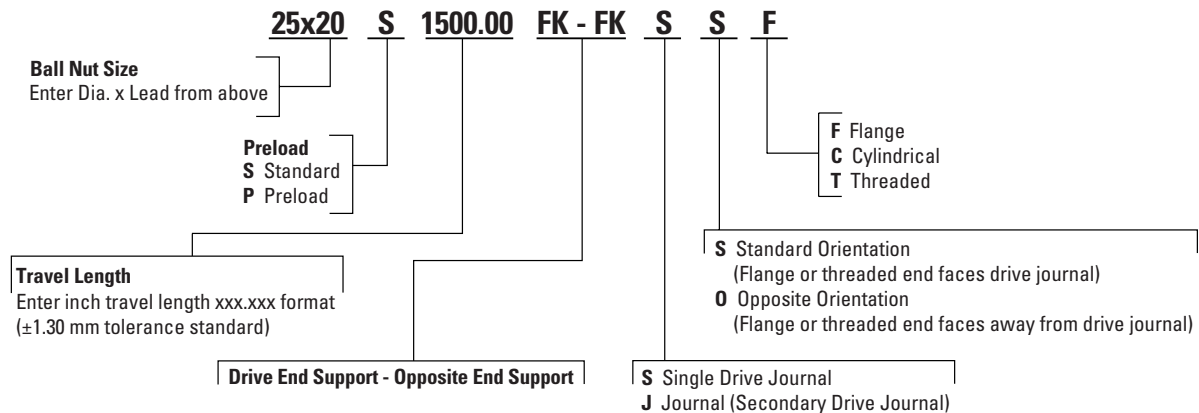 25x20 S 1500.00 FK - FK S S F
Ball Nut Size
Enter Dia. x Lead from above
Preload
S Standard
P Preload
F Flange
C Cylindrical
T Threaded
Travel Length
Enter inch travel length xxx.xxx format
(±1.30 mm tolerance standard)
S Standard Orientation
(Flange or threaded end faces drive journal)
O Opposite Orientation
(Flange or threaded end faces away from drive journal)
Drive End Support - Opposite End Support
S Single Drive Journal
J Journal (Secondary Drive Journal)